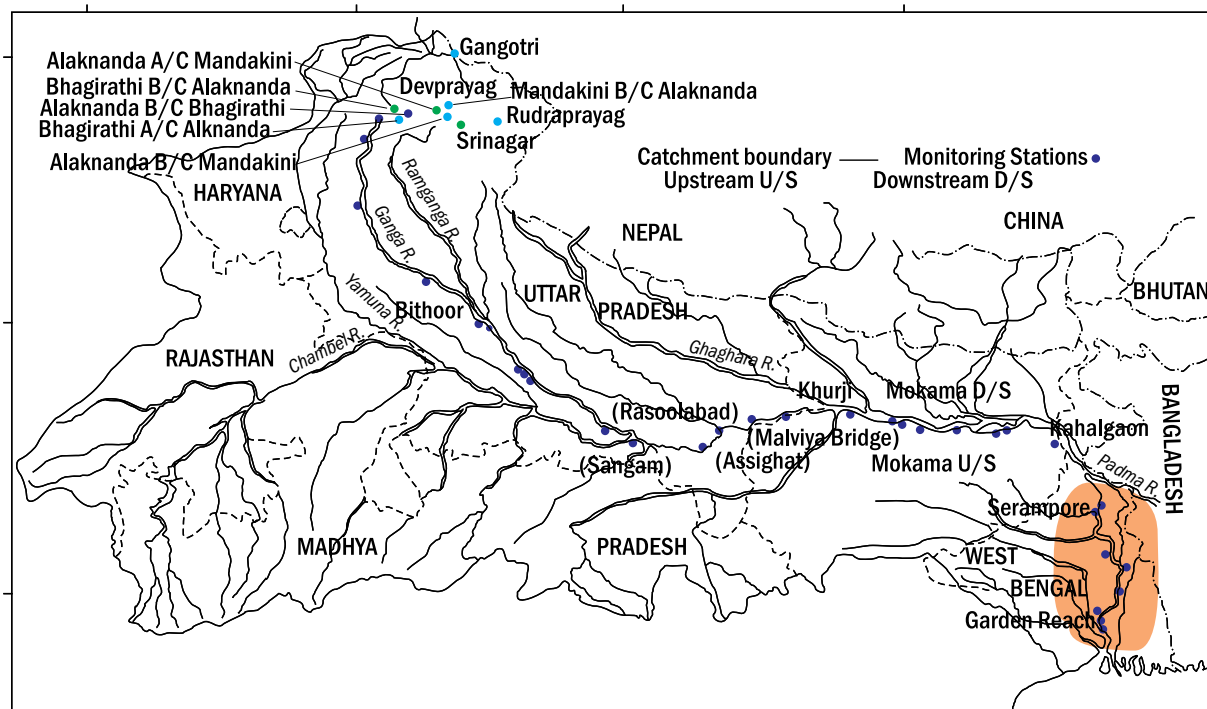 Gangotri
Alaknanda A/C Mandakini
Bhagirathi B/C Alaknanda
Devprayag
Mandakini B/C Alaknanda
Alaknanda B/C Bhagirathi
Rudraprayag
Bhagirathi A/C Alknanda
Srinagar
Alaknanda B/C Mandakini
Catchment boundary
Monitoring Stations
Upstream U/S
Downstream D/S
HARYANA
Ramganga R.
Ganga R.
NEPAL
CHINA
BHUTAN
Yamuna R.
Bithoor
UTTAR
PRADESH
RAJASTHAN
Chambel R.
Ghaghara R.
Khurji
Mokama D/S
BANGLADESH
(Rasoolabad)
(Malviya Bridge)
Kahalgaon
(Sangam)
(Assighat)
Mokama U/S
Padma R.
Serampore
MADHYA
PRADESH
WEST
BENGAL
Garden Reach